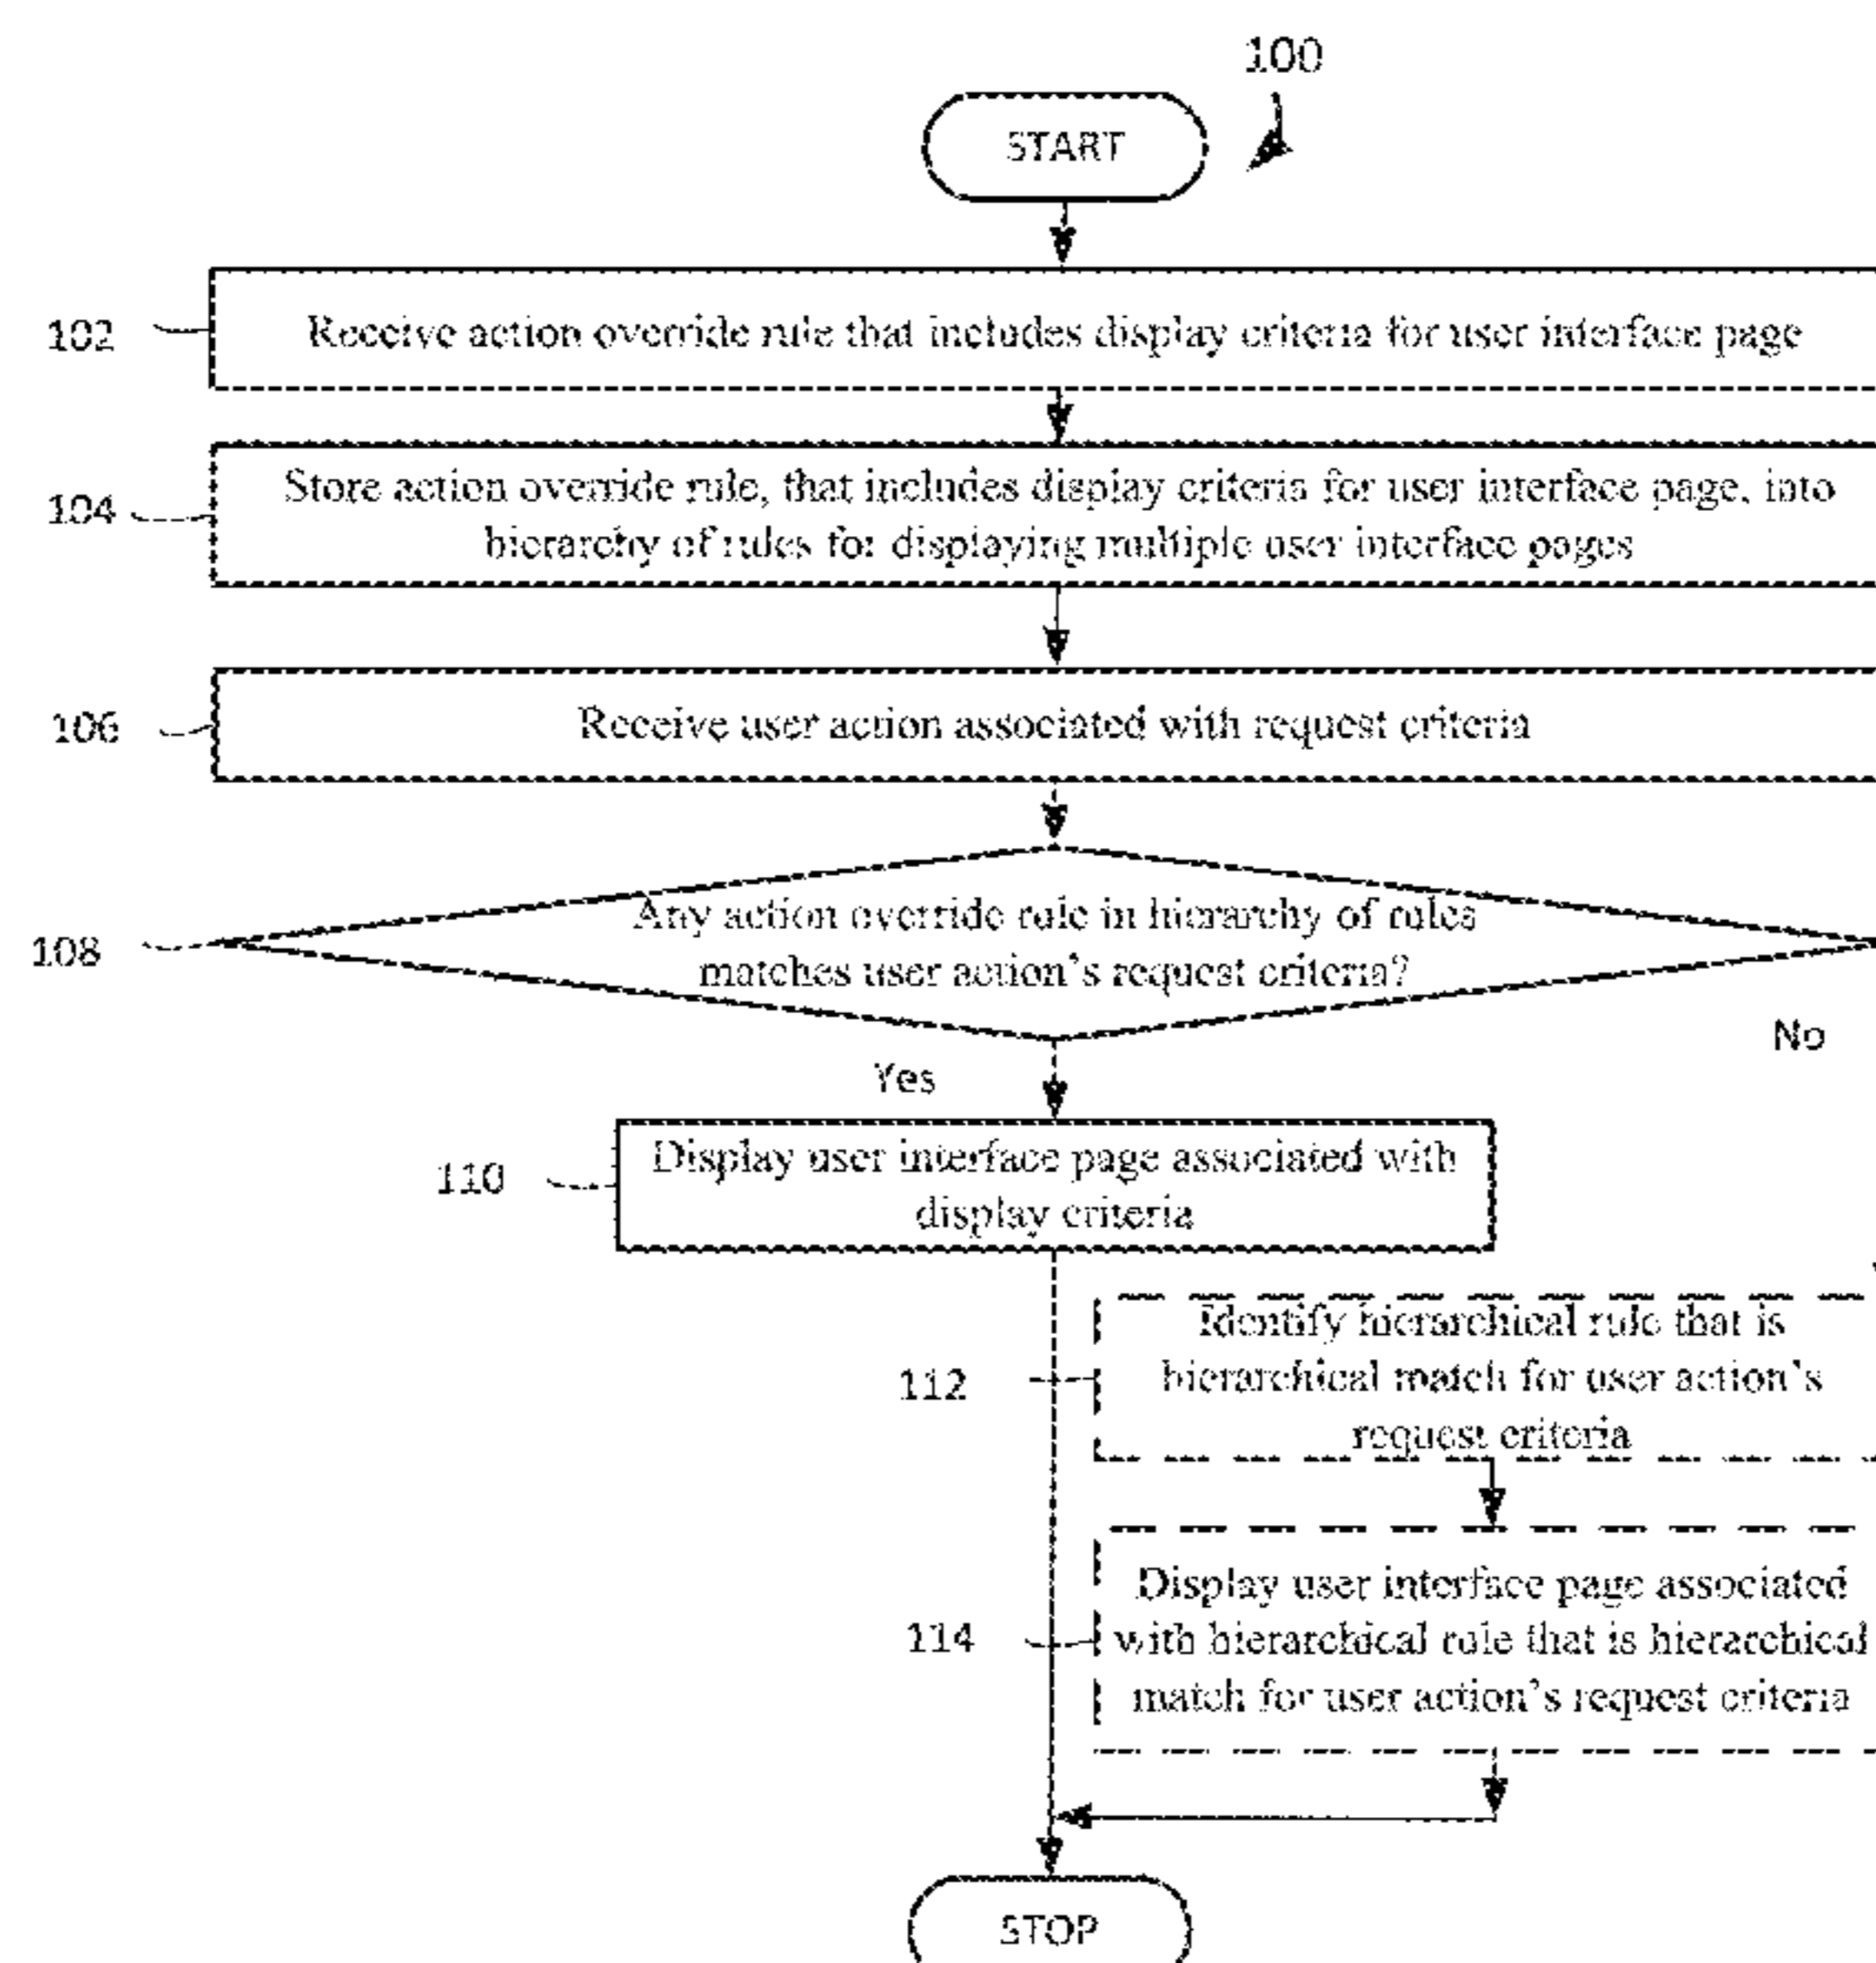 100
START
102
Receive action override rule that includes display criteria for user interface page
104
Store action override rule, that includes display criteria for user interface page, into
hierarchy of rules for displaying multiple user interface pages
106
Receive user action associated with request criteria
108
Any action override rule in hierarchy of rules
matches user action's request criteria?
No
Yes
110
Display user interface page associated with
display criteria
112
Identify hierarchical rule that is
hierarchical match for user action's
request criteria
114
Display user interface page associated
with hierarchical rule that is hierarchical
match for user action's request criteria
STOP